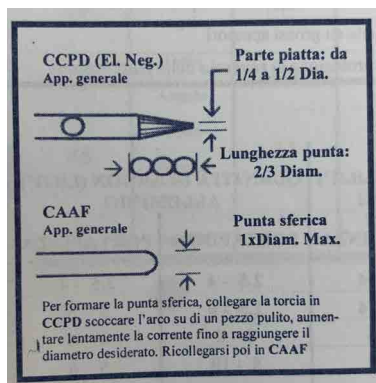 CCPD (El. Neg.)
App. generale
Parte piatta: da
1/4 a 1/2 Dia.
Lunghezza punta:
2/3 Diam.
CAAF
App. generale
Punta sferica
1xDiam. Max.
Per formare la punta sferica, collegare la torcia in
CCPD scoccare l'arco su di un pezzo pulito, aumen-
tare lentamente la corrente fino a raggiungere il
diametro desiderato. Ricollegarsi poi in CAAF